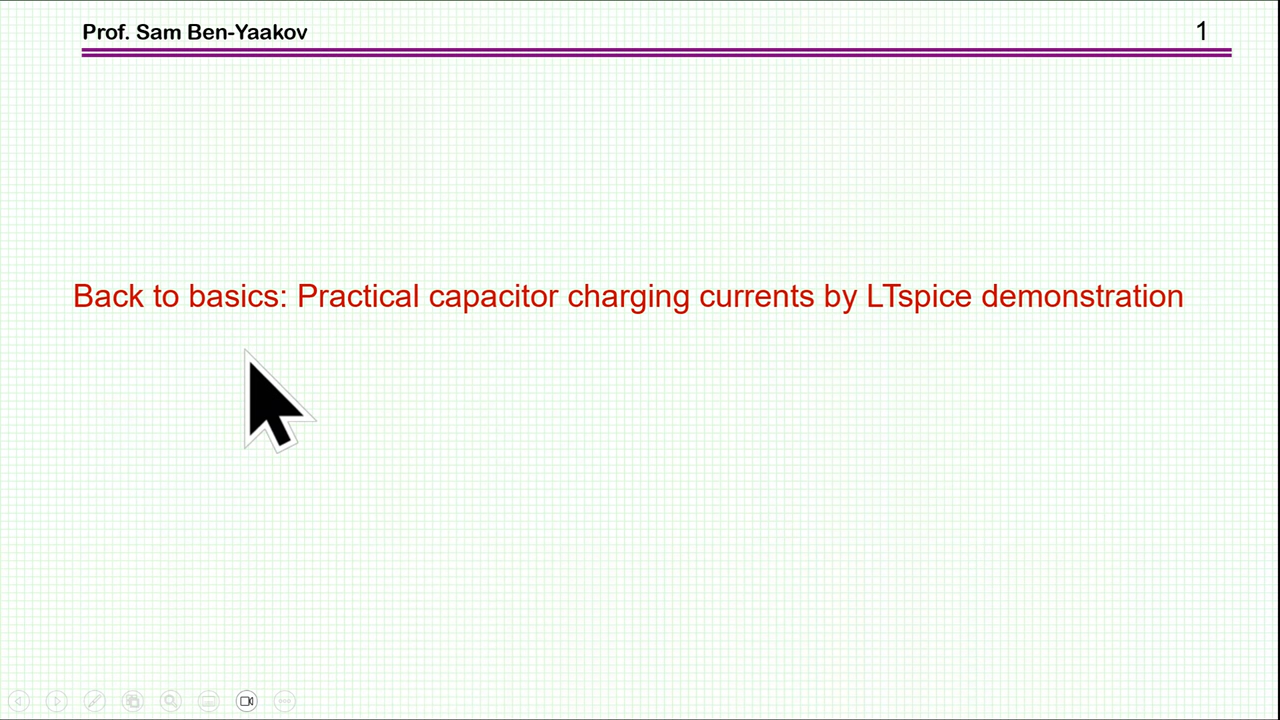 Prof. Sam Ben-Yaakov
1
Back to basics: Practical capacitor charging currents by LTspice demonstration